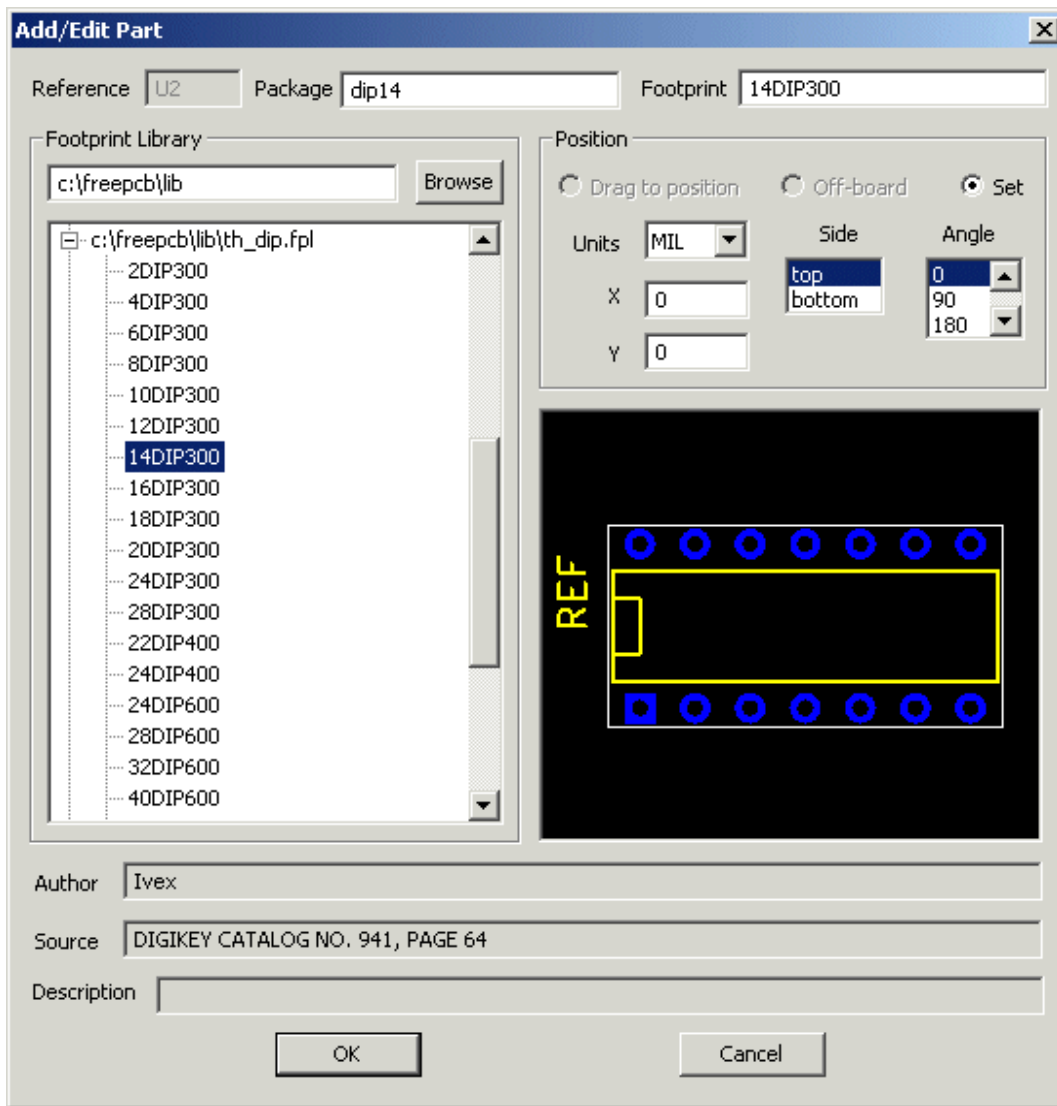 Add/Edit Part
Reference U2 Package dip14 Footprint 14DIP300
Footprint Library
c:\freepcb\lib Browse
c:\freepcb\lib\th_dip.fpl
2DIP300
4DIP300
6DIP300
8DIP300
10DIP300
12DIP300
14DIP300
16DIP300
18DIP300
20DIP300
24DIP300
28DIP300
22DIP400
24DIP400
24DIP600
28DIP600
32DIP600
40DIP600
Position
Drag to position Off-board Set
Units MIL Side Angle
top 0
bottom 90
180
X 0
Y 0
REF
Author Ivex
Source DIGIKEY CATALOG NO. 941, PAGE 64
Description
OK Cancel